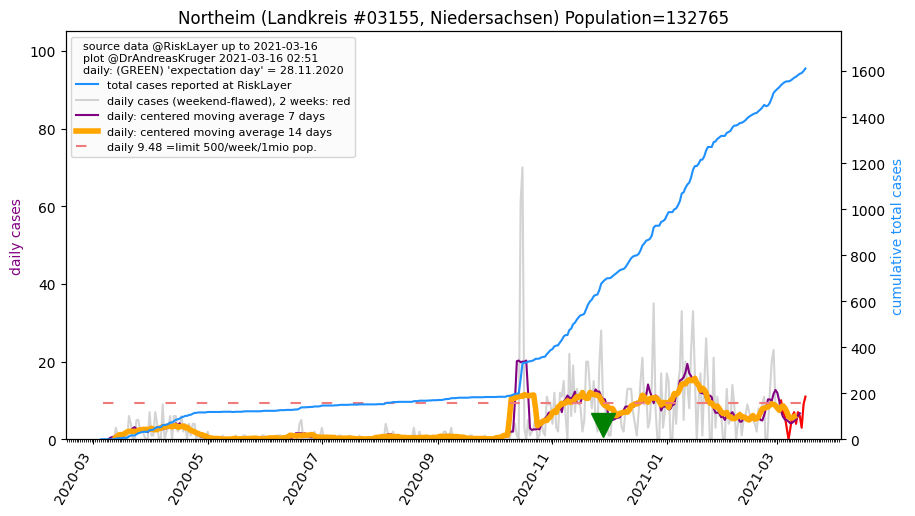 Northeim (Landkreis #03155, Niedersachsen) Population=132765
source data @RiskLayer up to 2021-03-16
plot @DrAndreasKruger 2021-03-16 02:51
daily: (GREEN) 'expectation day' = 28.11.2020
total cases reported at RiskLayer
daily cases (weekend-flawed), 2 weeks: red
daily: centered moving average 7 days
daily: centered moving average 14 days
daily 9.48 =limit 500/week/1mio pop.
daily cases
100
80
60
40
20
0
cumulative total cases
1600
1400
1200
1000
800
600
400
200
0
2020-03
2020-05
2020-07
2020-09
2020-11
2021-01
2021-03